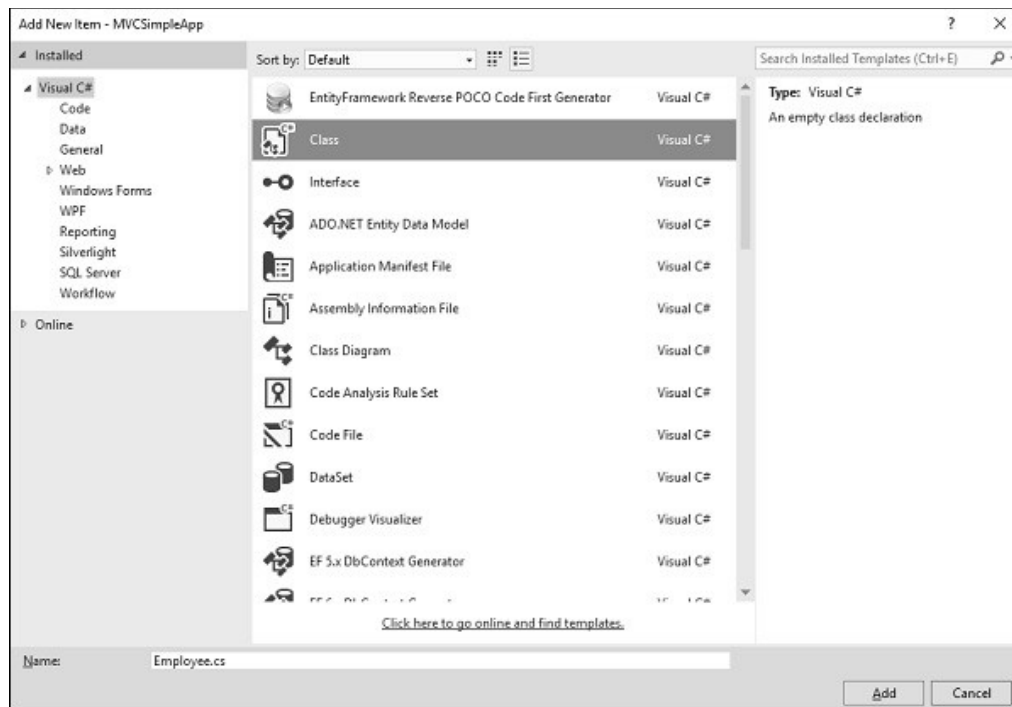 Add New Item - MVCSimpleApp
? ×
Installed
Sort by: Default
Search Installed Templates (Ctrl+E)
Visual C#
Code
Data
General
Web
Windows Forms
WPF
Reporting
Silverlight
SQL Server
Workflow
Online
EntityFramework Reverse POCO Code First Generator Visual C#
Class Visual C#
Interface Visual C#
ADO.NET Entity Data Model Visual C#
Application Manifest File Visual C#
Assembly Information File Visual C#
Class Diagram Visual C#
Code Analysis Rule Set Visual C#
Code File Visual C#
DataSet Visual C#
Debugger Visualizer Visual C#
EF 5.x DbContext Generator Visual C#
Click here to go online and find templates.
Type: Visual C#
An empty class declaration
Name: Employee.cs
Add Cancel